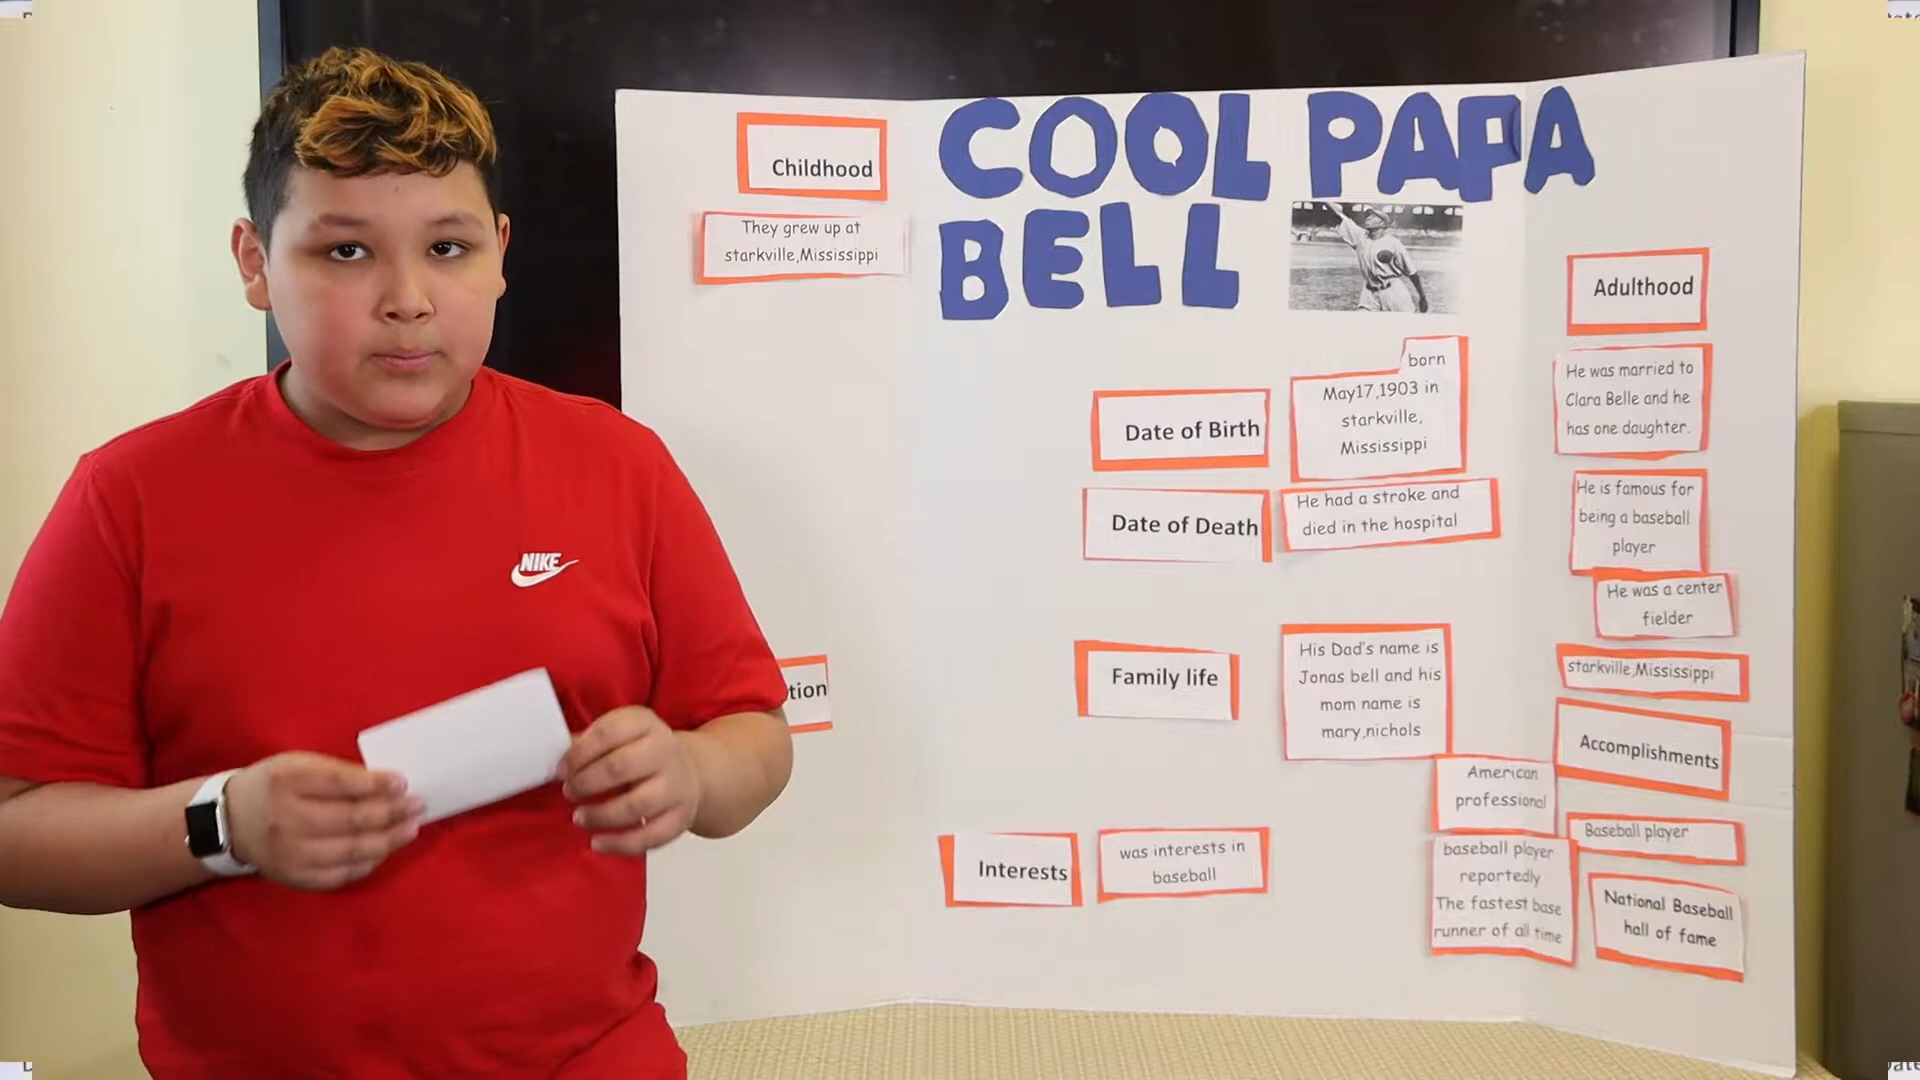 COOL PAPA
BELL
Childhood
They grew up at
starkville,Mississippi
tion
Date of Birth
born
May17,1903 in
starkville,
Mississippi
Date of Death
He had a stroke and
died in the hospital
Family life
His Dad's name is
Jonas bell and his
mom name is
mary,nichols
Interests
was interests in
baseball
Adulthood
He was married to
Clara Belle and he
has one daughter.
He is famous for
being a baseball
player
He was a center
fielder
starkville,Mississippi
Accomplishments
American
professional
baseball player
reportedly
The fastest base
runner of all time
Baseball player
National Baseball
hall of fame
NIKE